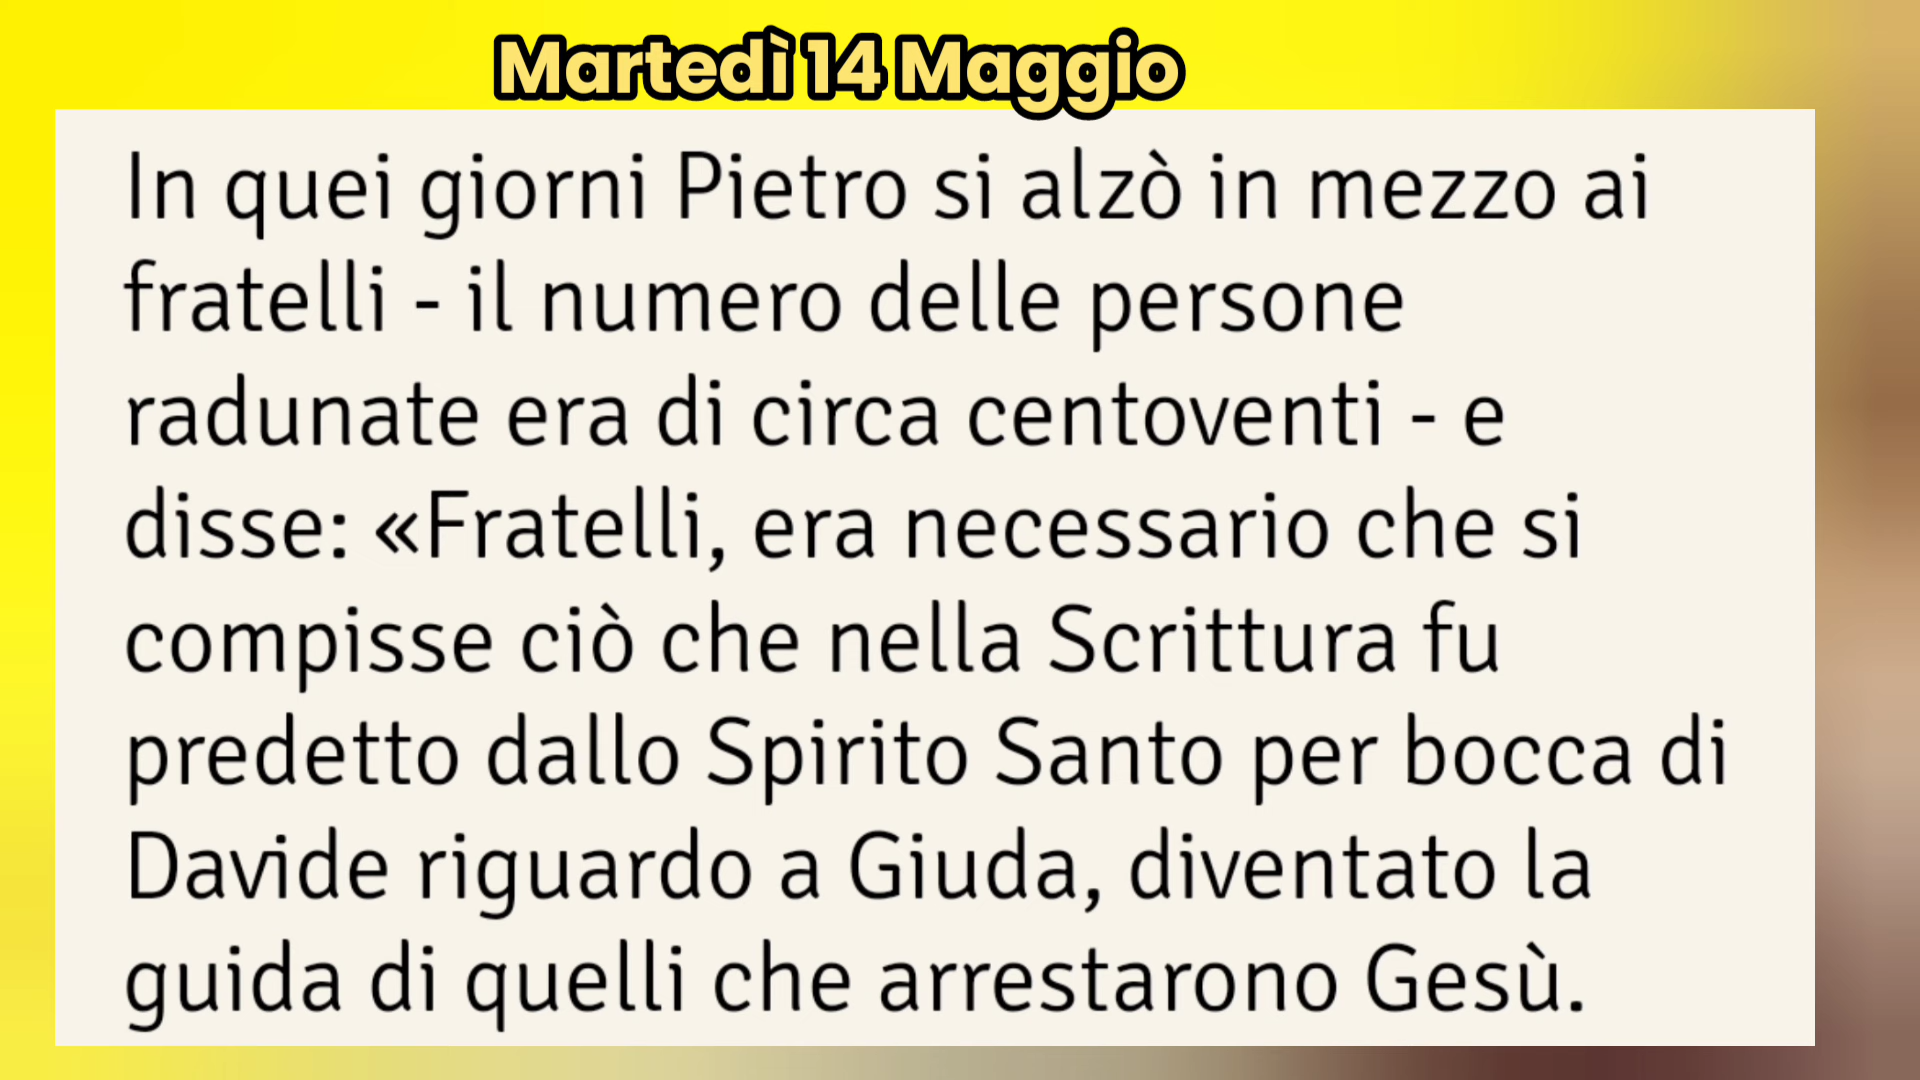 Martedì 14 Maggio
In quei giorni Pietro si alzò in mezzo ai
fratelli - il numero delle persone
radunate era di circa centoventi - e
disse: «Fratelli, era necessario che si
compisse ciò che nella Scrittura fu
predetto dallo Spirito Santo per bocca di
Davide riguardo a Giuda, diventato la
guida di quelli che arrestarono Gesù.